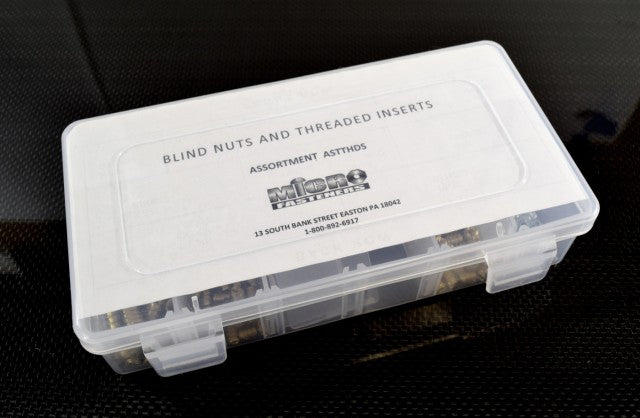 BLIND NUTS AND THREADED INSERTS
ASSORTMENT ASTTHDS
MICRO
FASTENERS
13 SOUTH BANK STREET EASTON PA 18042
1-800-892-6917